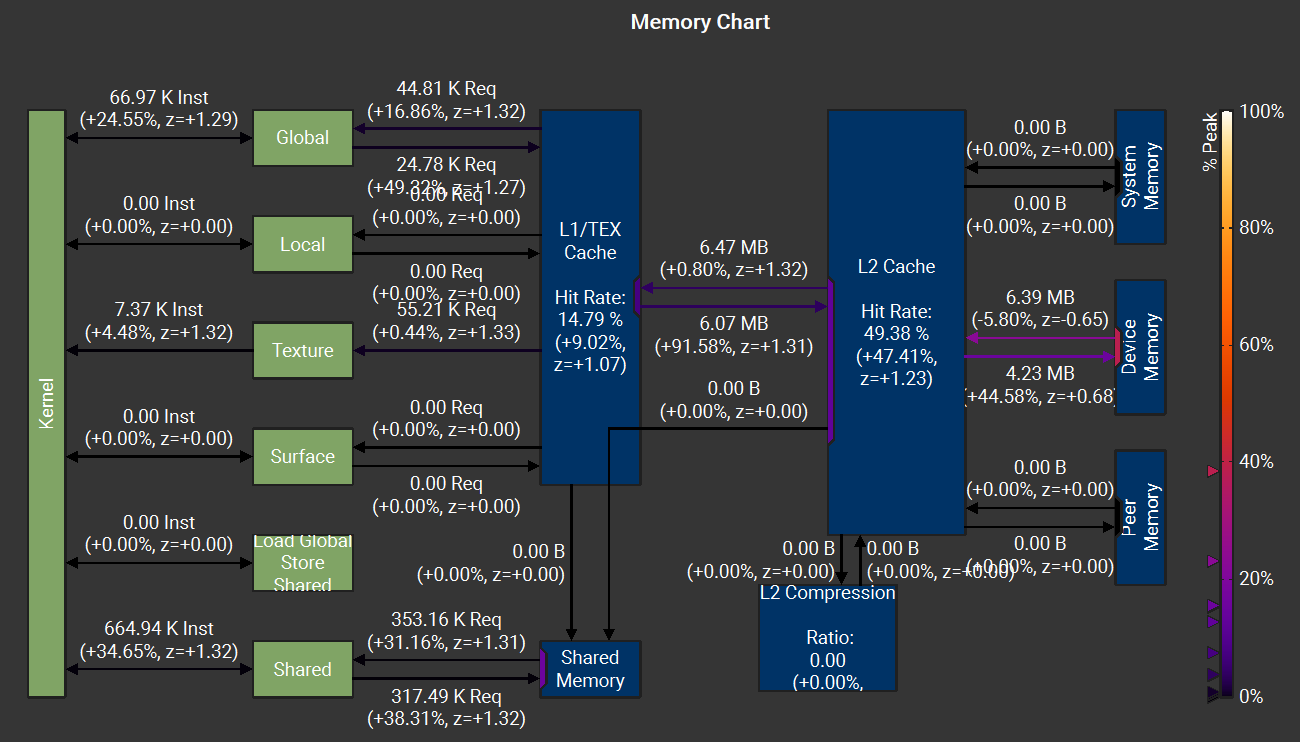 Memory Chart
Kernel
66.97 K Inst
(+24.55%, z=+1.29)
0.00 Inst
(+0.00%, z=+0.00)
7.37 K Inst
(+4.48%, z=+1.32)
0.00 Inst
(+0.00%, z=+0.00)
0.00 Inst
(+0.00%, z=+0.00)
664.94 K Inst
(+34.65%, z=+1.32)
Global
Local
Texture
Surface
Load Global
Store
Shared
Shared
44.81 K Req
(+16.86%, z=+1.32)
24.78 K Req
(+49.32%, z=+1.27)
0.00 Req
(+0.00%, z=+0.00)
0.00 Req
(+0.00%, z=+0.00)
55.21 K Req
(+0.44%, z=+1.33)
0.00 Req
(+0.00%, z=+0.00)
0.00 Req
(+0.00%, z=+0.00)
353.16 K Req
(+31.16%, z=+1.31)
317.49 K Req
(+38.31%, z=+1.32)
L1/TEX
Cache
Hit Rate:
14.79 %
(+9.02%,
z=+1.07)
0.00 B
(+0.00%, z=+0.00)
Shared
Memory
6.47 MB
(+0.80%, z=+1.32)
6.07 MB
(+91.58%, z=+1.31)
0.00 B
(+0.00%, z=+0.00)
L2 Cache
Hit Rate:
49.38 %
(+47.41%,
z=+1.23)
0.00 B
(+0.00%, z=+0.00)
0.00 B
(+0.00%, z=+0.00)
L2 Compression
Ratio:
0.00
(+0.00%,
0.00 B
(+0.00%, z=+0.00)
0.00 B
(+0.00%, z=+0.00)
System
Memory
6.39 MB
(-5.80%, z=-0.65)
4.23 MB
(+44.58%, z=+0.68)
Device
Memory
0.00 B
(+0.00%, z=+0.00)
0.00 B
(+0.00%, z=+0.00)
Peer
Memory
% Peak
100%
80%
60%
40%
20%
0%